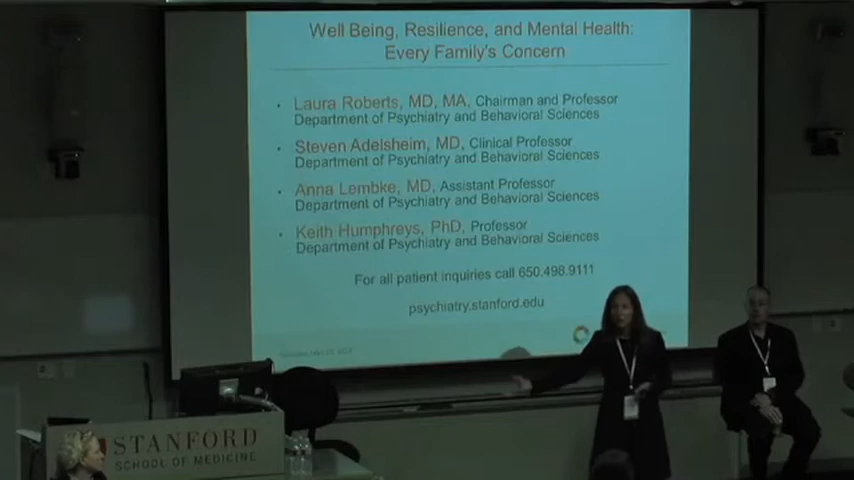 Well Being, Resilience, and Mental Health:
Every Family's Concern
• Laura Roberts, MD, MA, Chairman and Professor
Department of Psychiatry and Behavioral Sciences
• Steven Adelsheim, MD, Clinical Professor
Department of Psychiatry and Behavioral Sciences
• Anna Lembke, MD, Assistant Professor
Department of Psychiatry and Behavioral Sciences
• Keith Humphreys, PhD, Professor
Department of Psychiatry and Behavioral Sciences
For all patient inquiries call 650.498.9111
psychiatry.stanford.edu
STANFORD
SCHOOL OF MEDICINE